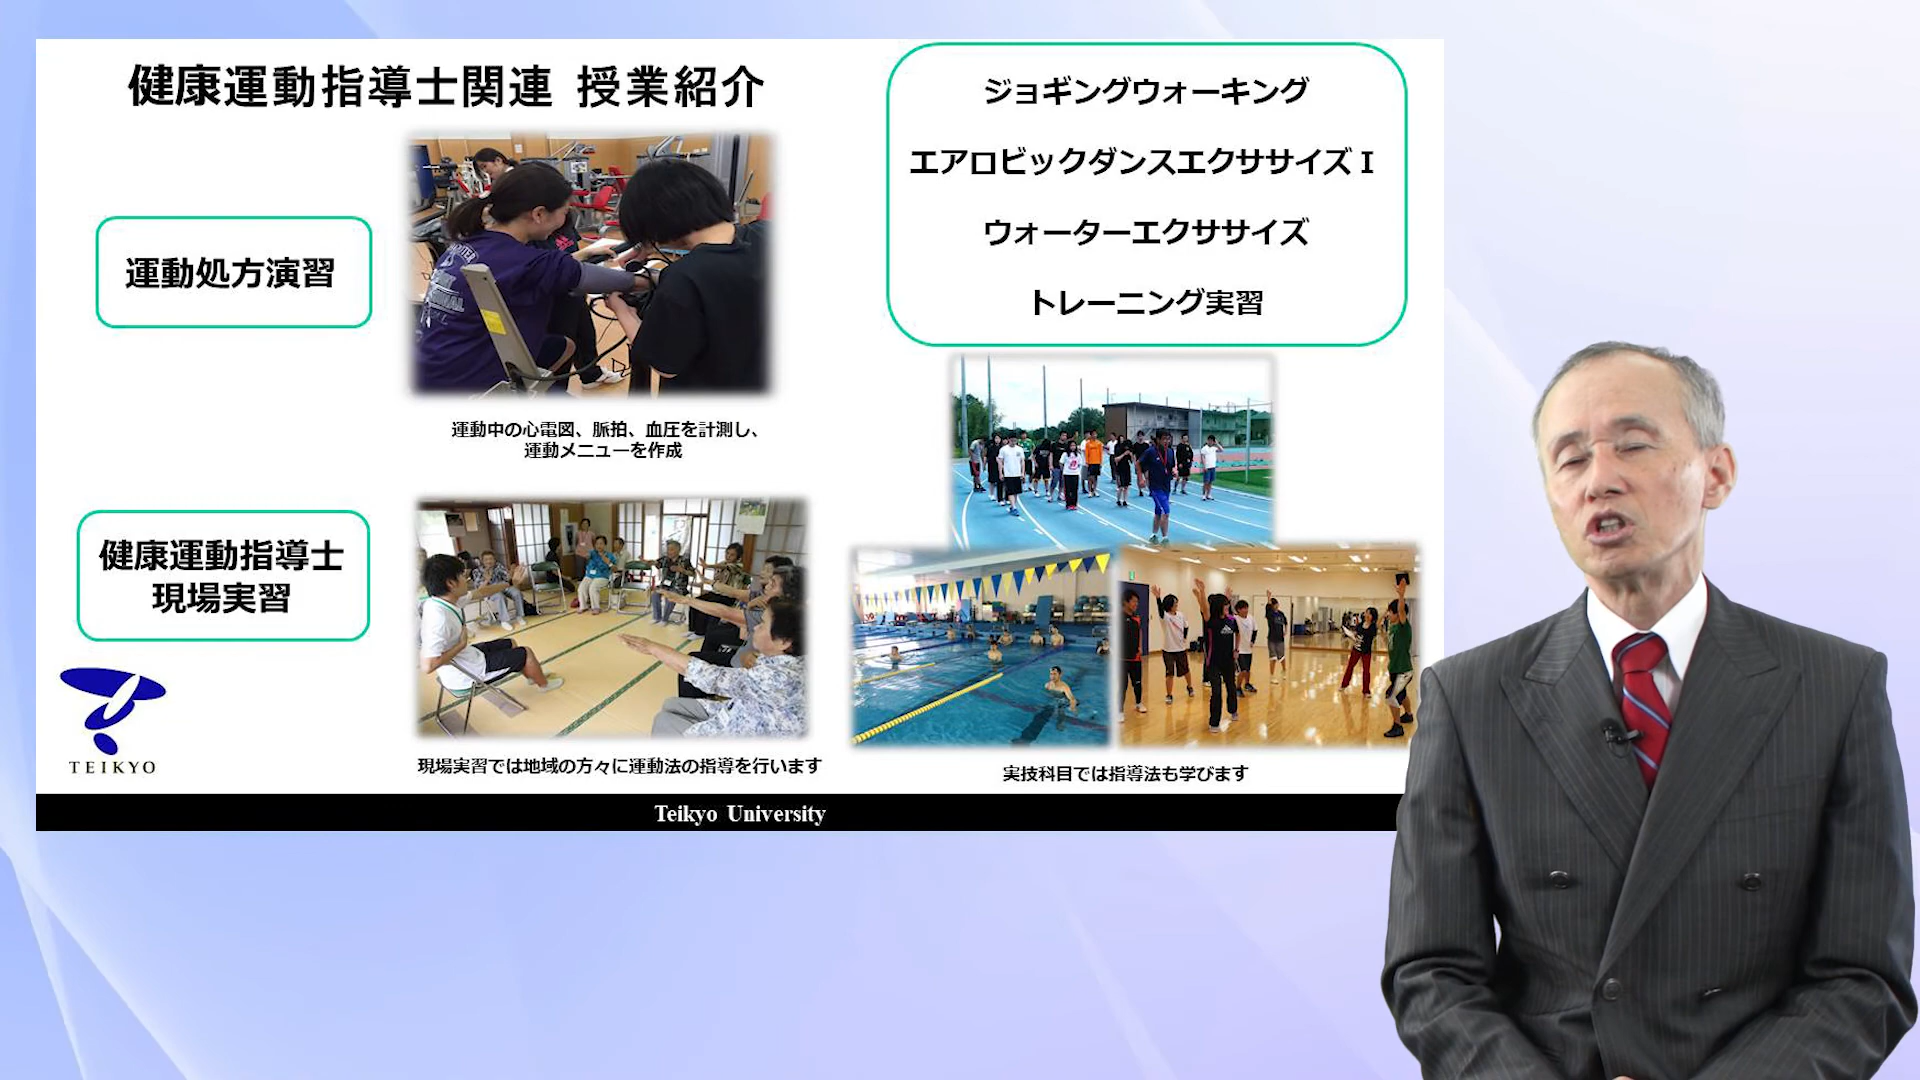 健康運動指導士関連 授業紹介
運動処方演習
運動中の心電図、脈拍、血圧を計測し、
運動メニューを作成
健康運動指導士
現場実習
現場実習では地域の方々に運動法の指導を行います
ジョギングウォーキング
エアロビックダンスエクササイズⅠ
ウォーターエクササイズ
トレーニング実習
実技科目では指導法も学びます
TEIKYO
Teikyo University